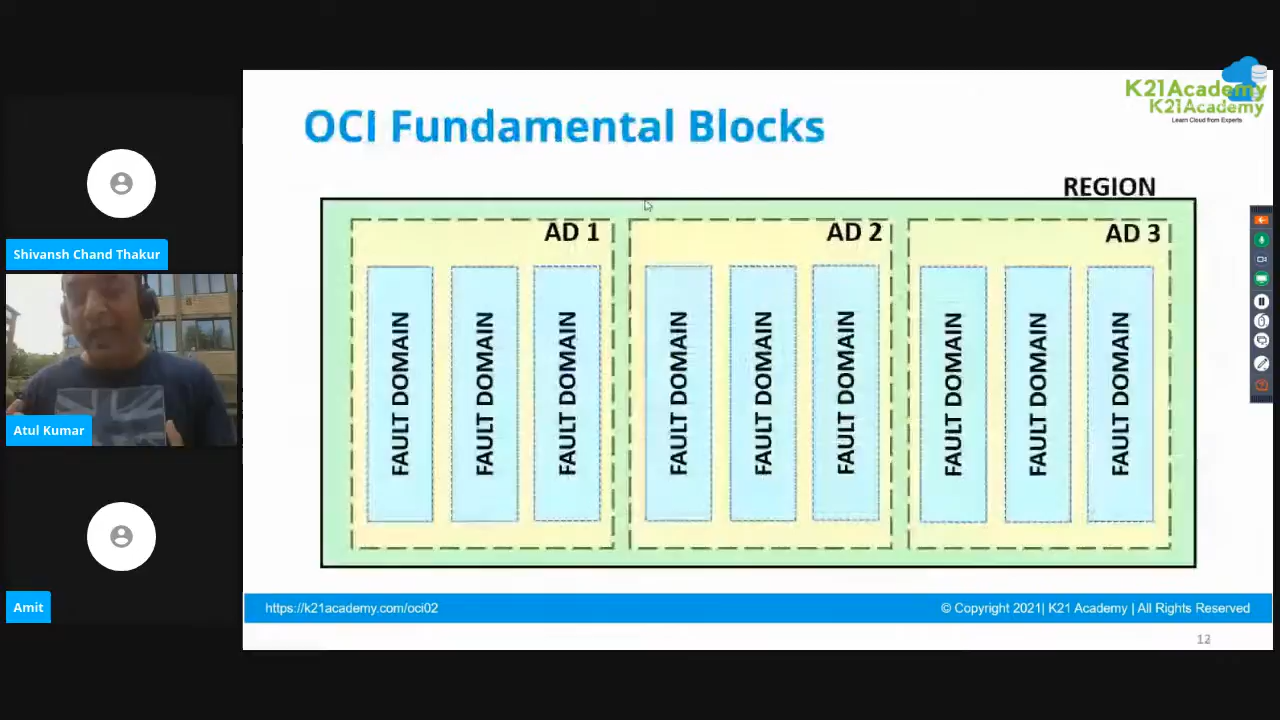 K21Academy
K21Academy
Learn Cloud from Experts
OCI Fundamental Blocks
REGION
AD 1
AD 2
AD 3
FAULT DOMAIN
FAULT DOMAIN
FAULT DOMAIN
FAULT DOMAIN
FAULT DOMAIN
FAULT DOMAIN
FAULT DOMAIN
FAULT DOMAIN
FAULT DOMAIN
Shivansh Chand Thakur
Atul Kumar
Amit
https://k21academy.com/oci02
© Copyright 2021| K21 Academy | All Rights Reserved
12